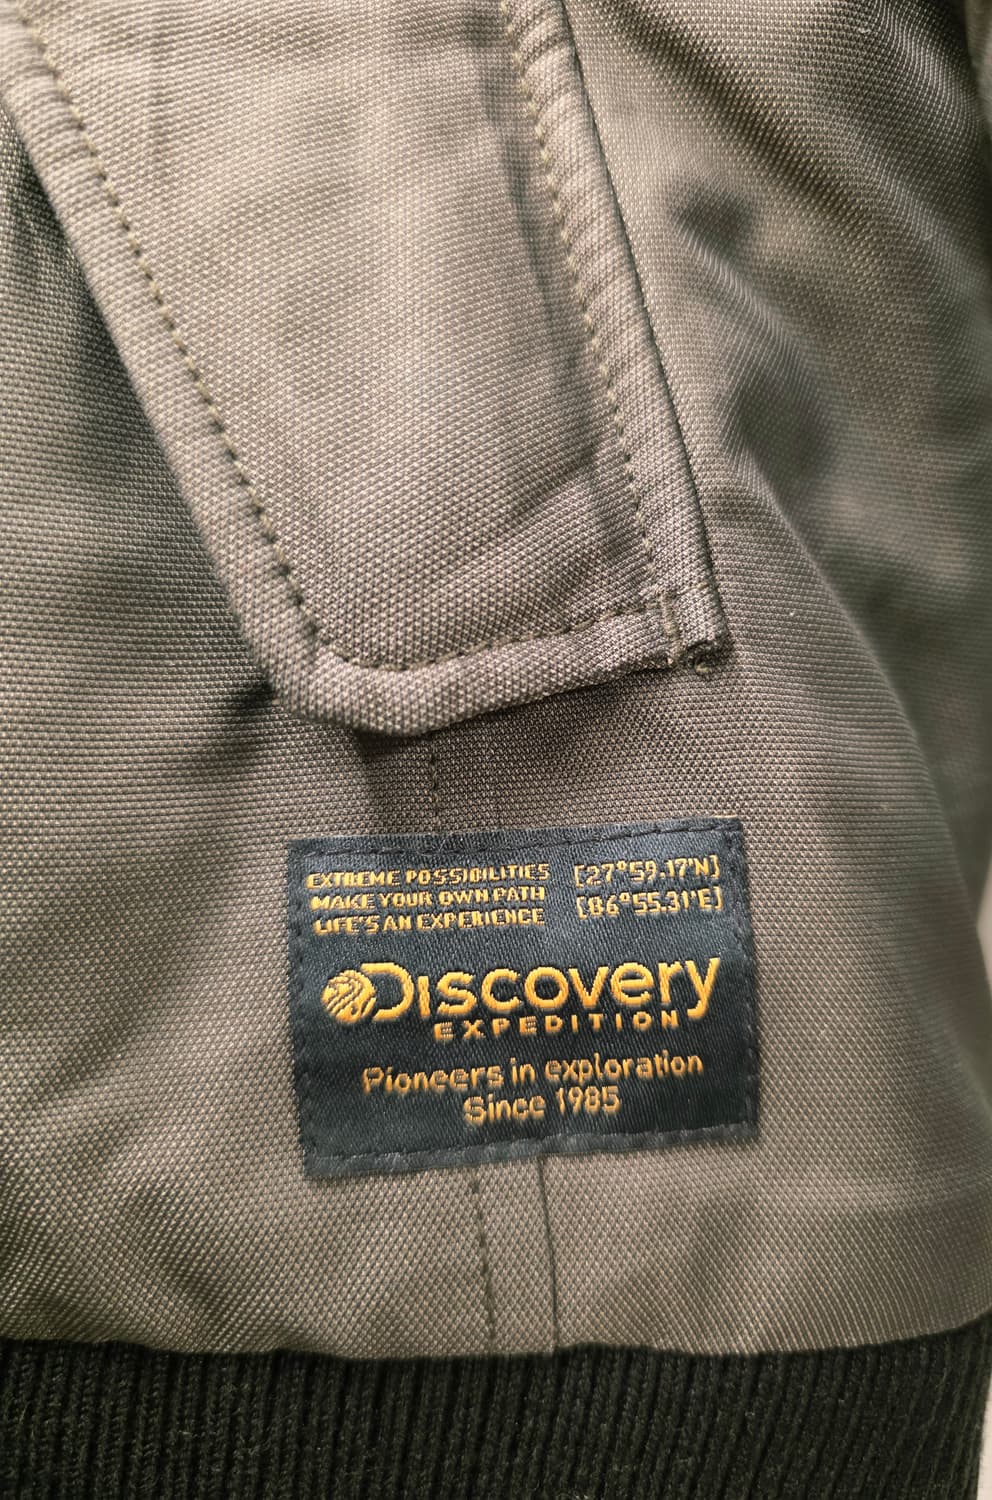 EXTREME POSSIBILITIES
MAKE YOUR OWN PATH
LIFE'S AN EXPERIENCE
[27°59.17'N]
[86°55.31'E]
Discovery
EXPEDITION
Pioneers in exploration
Since 1985